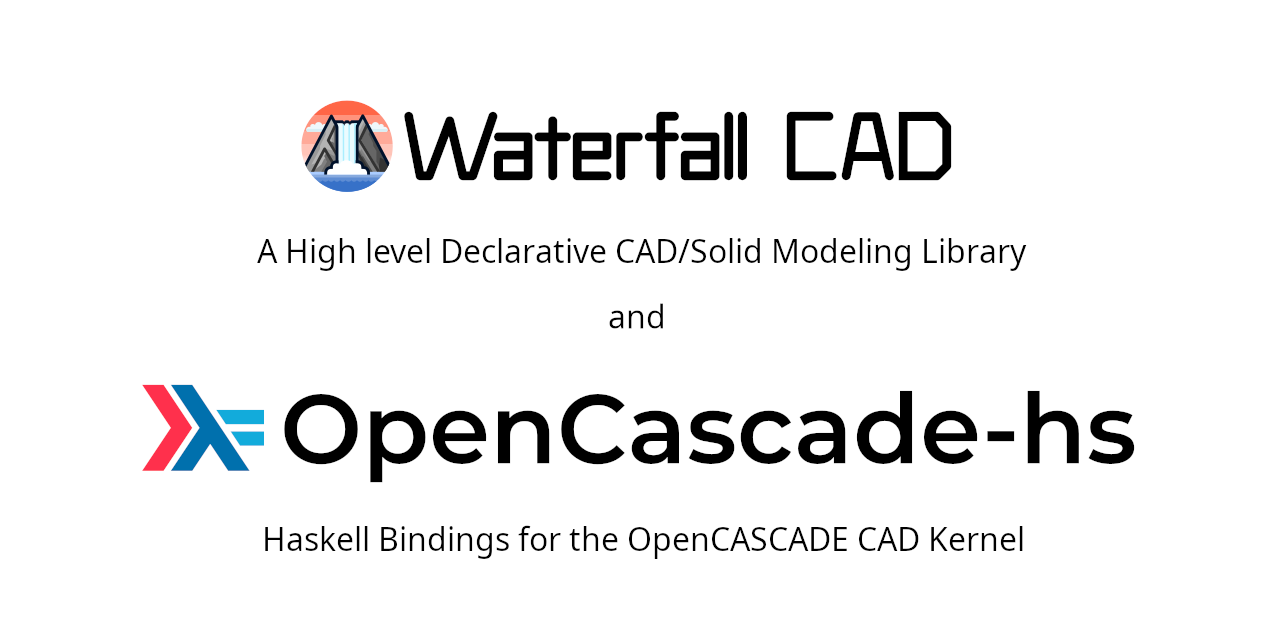 Waterfall CAD
A High level Declarative CAD/Solid Modeling Library
and
OpenCascade-hs
Haskell Bindings for the OpenCASCADE CAD Kernel